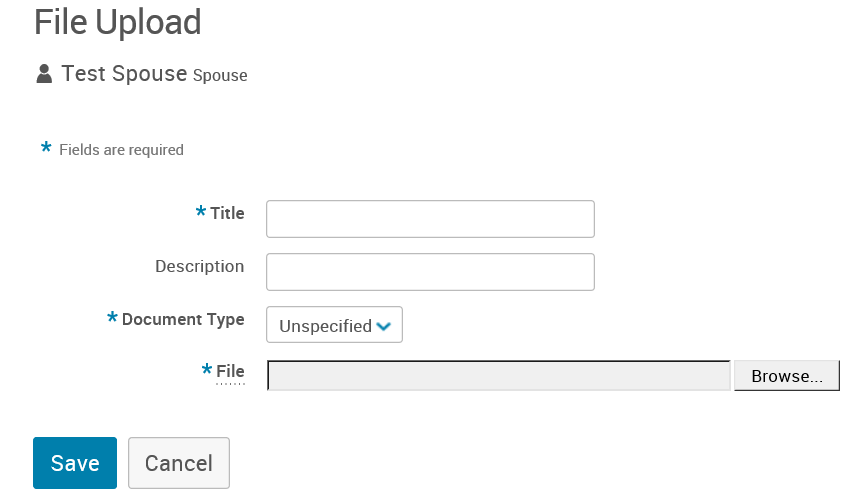 File Upload
Test Spouse Spouse
* Fields are required
* Title
Description
* Document Type Unspecified
* File Browse...
Save Cancel